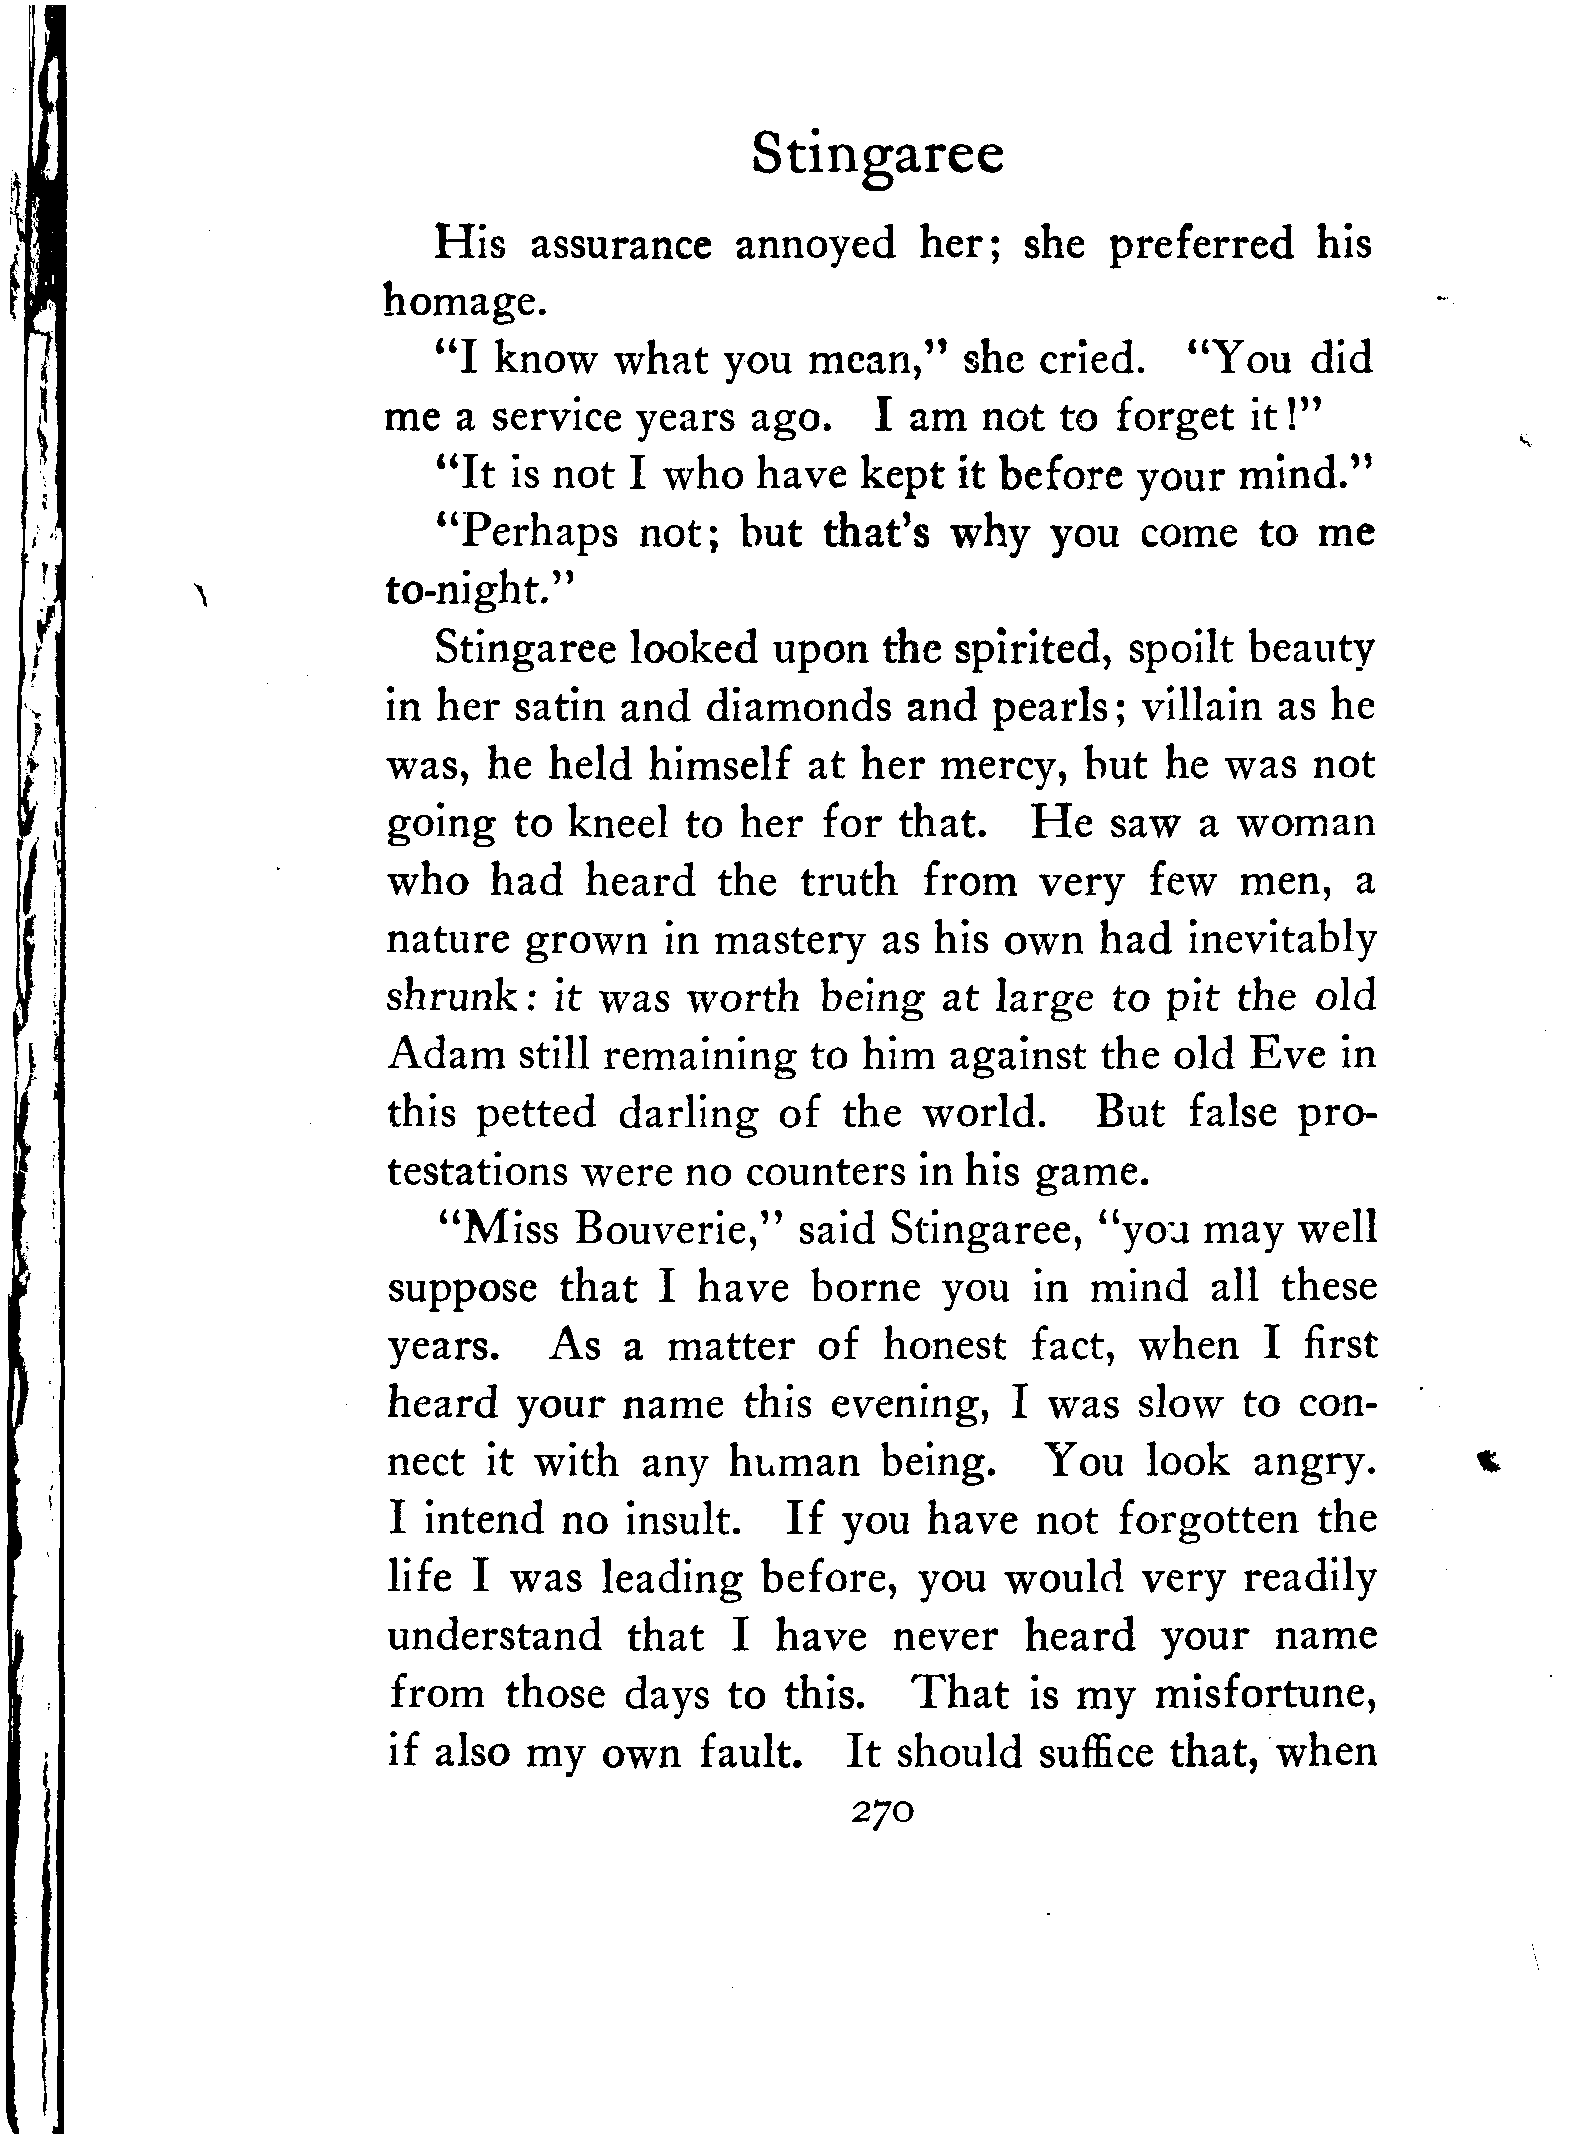 Stingaree
His assurance annoyed her; she preferred his
homage.
“I know what you mean,” she cried. “You did
me a service years ago. I am not to forget it!”
“It is not I who have kept it before your mind.”
“Perhaps not; but that's why you come to me
to-night.”
Stingaree looked upon the spirited, spoilt beauty
in her satin and diamonds and pearls; villain as he
was, he held himself at her mercy, but he was not
going to kneel to her for that. He saw a woman
who had heard the truth from very few men, a
nature grown in mastery as his own had inevitably
shrunk: it was worth being at large to pit the old
Adam still remaining to him against the old Eve in
this petted darling of the world. But false pro-
testations were no counters in his game.
“Miss Bouverie,” said Stingaree, “you may well
suppose that I have borne you in mind all these
years. As a matter of honest fact, when I first
heard your name this evening, I was slow to con-
nect it with any human being. You look angry.
I intend no insult. If you have not forgotten the
life I was leading before, you would very readily
understand that I have never heard your name
from those days to this. That is my misfortune,
if also my own fault. It should suffice that, when
270